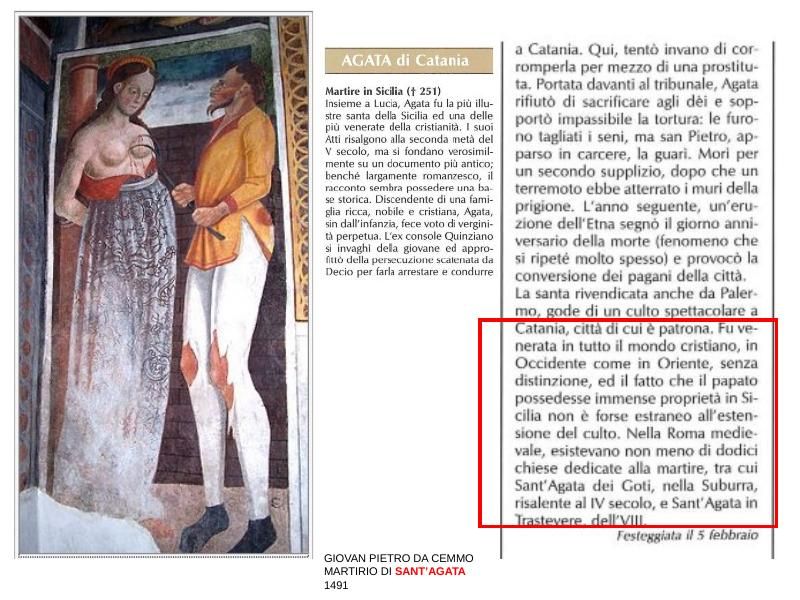 AGATA di Catania
Martire in Sicilia († 251)
Insieme a Lucia, Agata fu la più illu-
stre santa della Sicilia ed una delle
più venerate della cristianità. I suoi
Atti risalgono alla seconda metà del
V secolo, ma si fondano verosimil-
mente su un documento più antico;
benché largamente romanzesco, il
racconto sembra possedere una ba-
se storica. Discendente di una fami-
glia ricca, nobile e cristiana, Agata,
sin dall'infanzia, fece voto di vergini-
tà perpetua. L'ex console Quinziano
si invaghì della giovane ed appro-
fittò della persecuzione scatenata da
Decio per farla arrestare e condurre
a Catania. Qui, tentò invano di cor-
romperla per mezzo di una prostitu-
ta. Portata davanti al tribunale, Agata
rifiutò di sacrificare agli dèi e sop-
portò impassibile la tortura: le furo-
no tagliati i seni, ma san Pietro, ap-
parso in carcere, la guarì. Morì per
un secondo supplizio, dopo che un
terremoto ebbe atterrato i muri della
prigione. L'anno seguente, un'eru-
zione dell'Etna segnò il giorno anni-
versario della morte (fenomeno che
si ripeté molto spesso) e provocò la
conversione dei pagani della città.
La santa rivendicata anche da Paler-
mo, gode di un culto spettacolare a
Catania, città di cui è patrona. Fu ve-
nerata in tutto il mondo cristiano, in
Occidente come in Oriente, senza
distinzione, ed il fatto che il papato
possedesse immense proprietà in Si-
cilia non è forse estraneo all'esten-
sione del culto. Nella Roma medie-
vale, esistevano non meno di dodici
chiese dedicate alla martire, tra cui
Sant'Agata dei Goti, nella Suburra,
risalente al IV secolo, e Sant'Agata in
Trastevere, dell'VIII.
Festeggiata il 5 febbraio
GIOVAN PIETRO DA CEMMO
MARTIRIO DI SANT'AGATA
1491